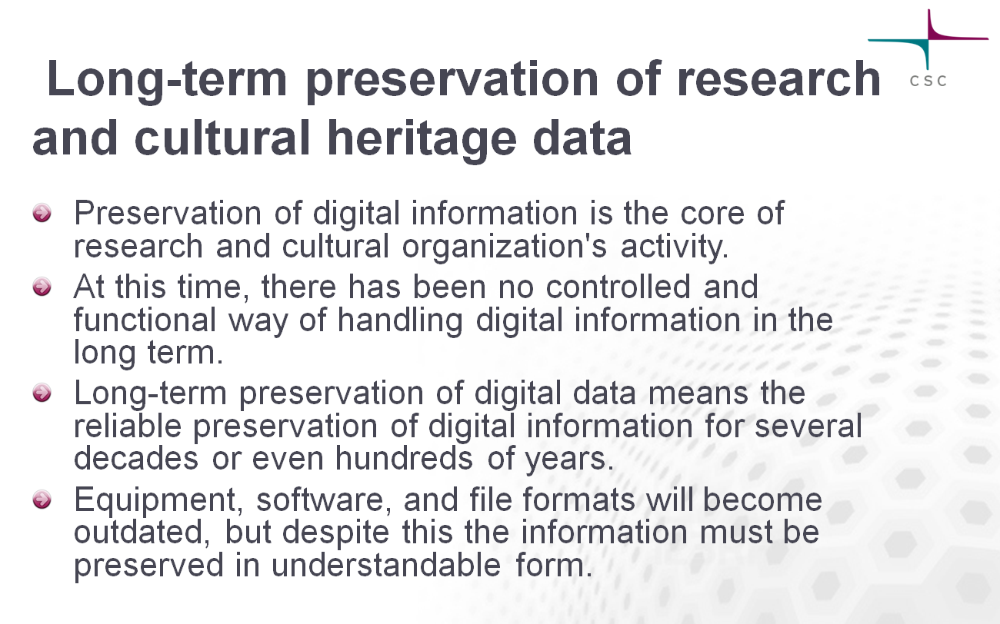 Long-term preservation of research
and cultural heritage data
CSC
Preservation of digital information is the core of
research and cultural organization's activity.
At this time, there has been no controlled and
functional way of handling digital information in the
long term.
Long-term preservation of digital data means the
reliable preservation of digital information for several
decades or even hundreds of years.
Equipment, software, and file formats will become
outdated, but despite this the information must be
preserved in understandable form.